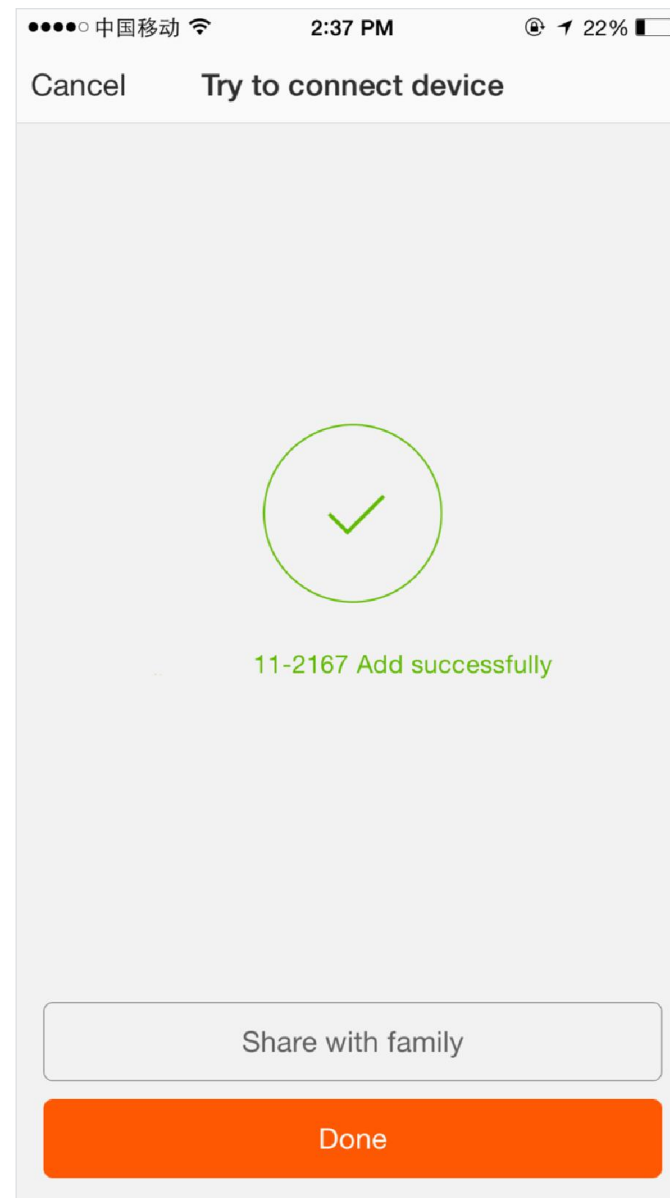 中国移动 2:37 PM 22%
Cancel Try to connect device
11-2167 Add successfully
Share with family
Done